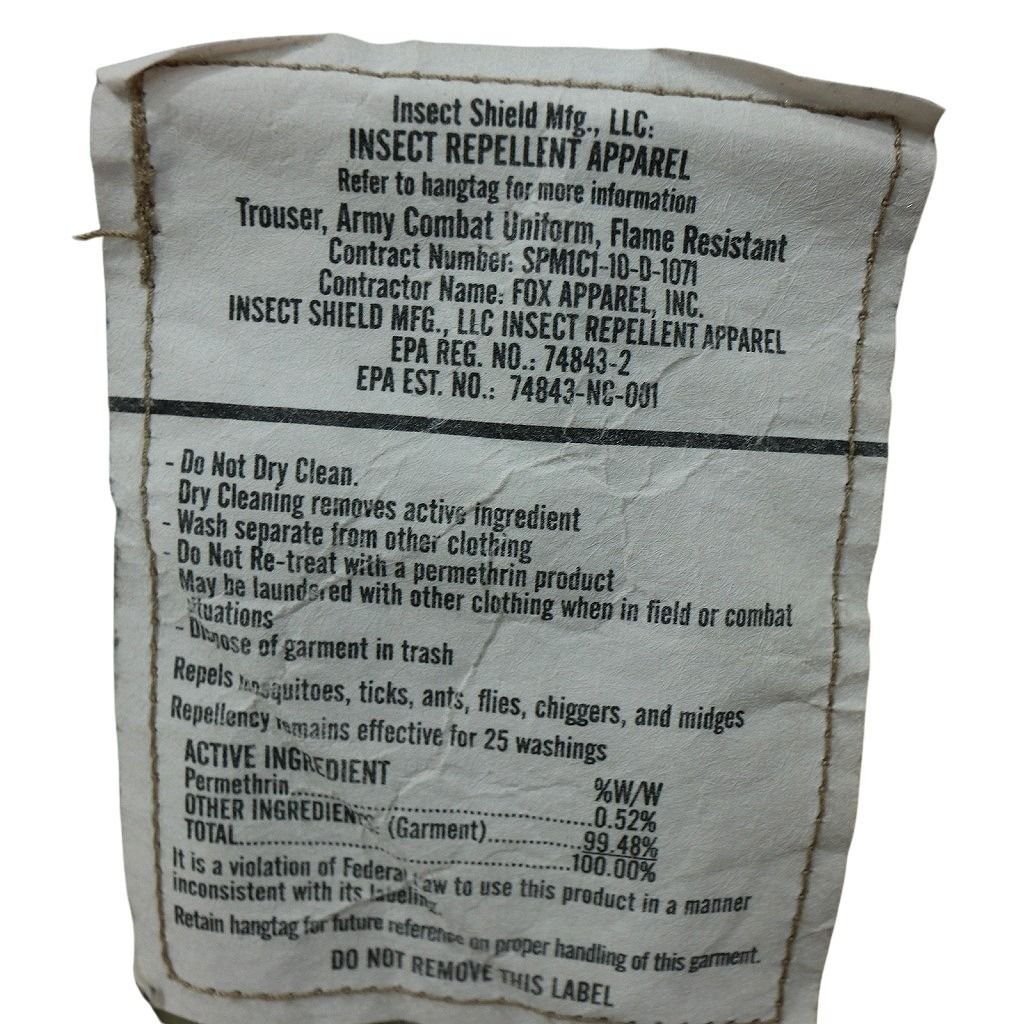 Insect Shield Mfg., LLC:
INSECT REPELLENT APPAREL
Refer to hangtag for more information
Trouser, Army Combat Uniform, Flame Resistant
Contract Number: SPM1C1-10-D-1071
Contractor Name: FOX APPAREL, INC.
INSECT SHIELD MFG., LLC INSECT REPELLENT APPAREL
EPA REG. NO.: 74843-2
EPA EST. NO.: 74843-NC-001
- Do Not Dry Clean.
Dry Cleaning removes active ingredient
- Wash separate from other clothing
- Do Not Re-treat with a permethrin product
May be laundered with other clothing when in field or combat
situations
- Dispose of garment in trash
Repels mosquitoes, ticks, ants, flies, chiggers, and midges
Repellency remains effective for 25 washings
ACTIVE INGREDIENT %W/W
Permethrin..............................0.52%
OTHER INGREDIENTS: (Garment)..........99.48%
TOTAL..............................100.00%
It is a violation of Federal Law to use this product in a manner
inconsistent with its labeling.
Retain hangtag for future reference on proper handling of this garment.
DO NOT REMOVE THIS LABEL